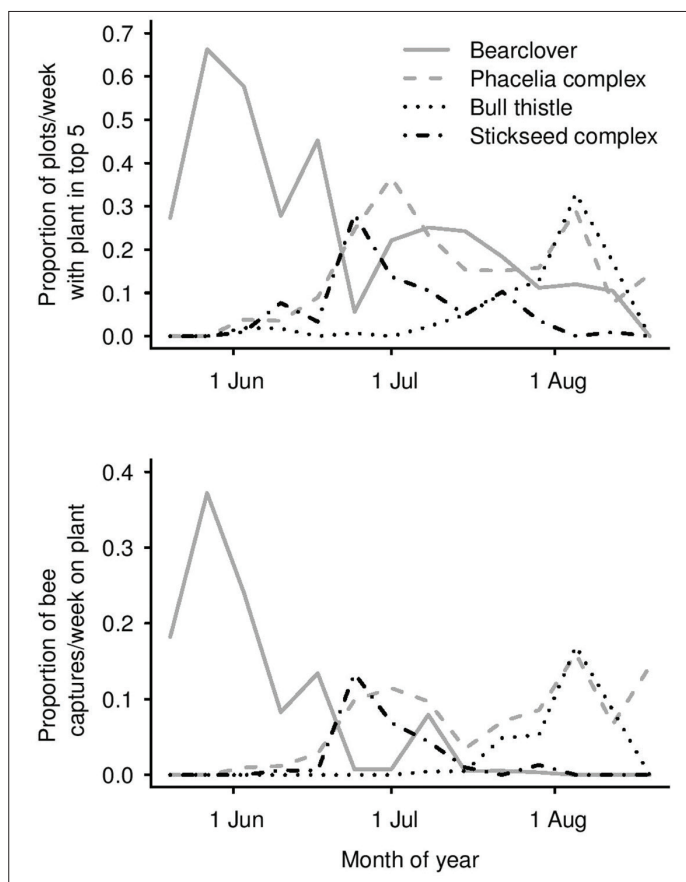 Proportion of plots/week
with plant in top 5
0.7
0.6
0.5
0.4
0.3
0.2
0.1
0.0
Bearclover
Phacelia complex
Bull thistle
Stickseed complex
1 Jun
1 Jul
1 Aug
Proportion of bee
captures/week on plant
0.4
0.3
0.2
0.1
0.0
1 Jun
1 Jul
1 Aug
Month of year